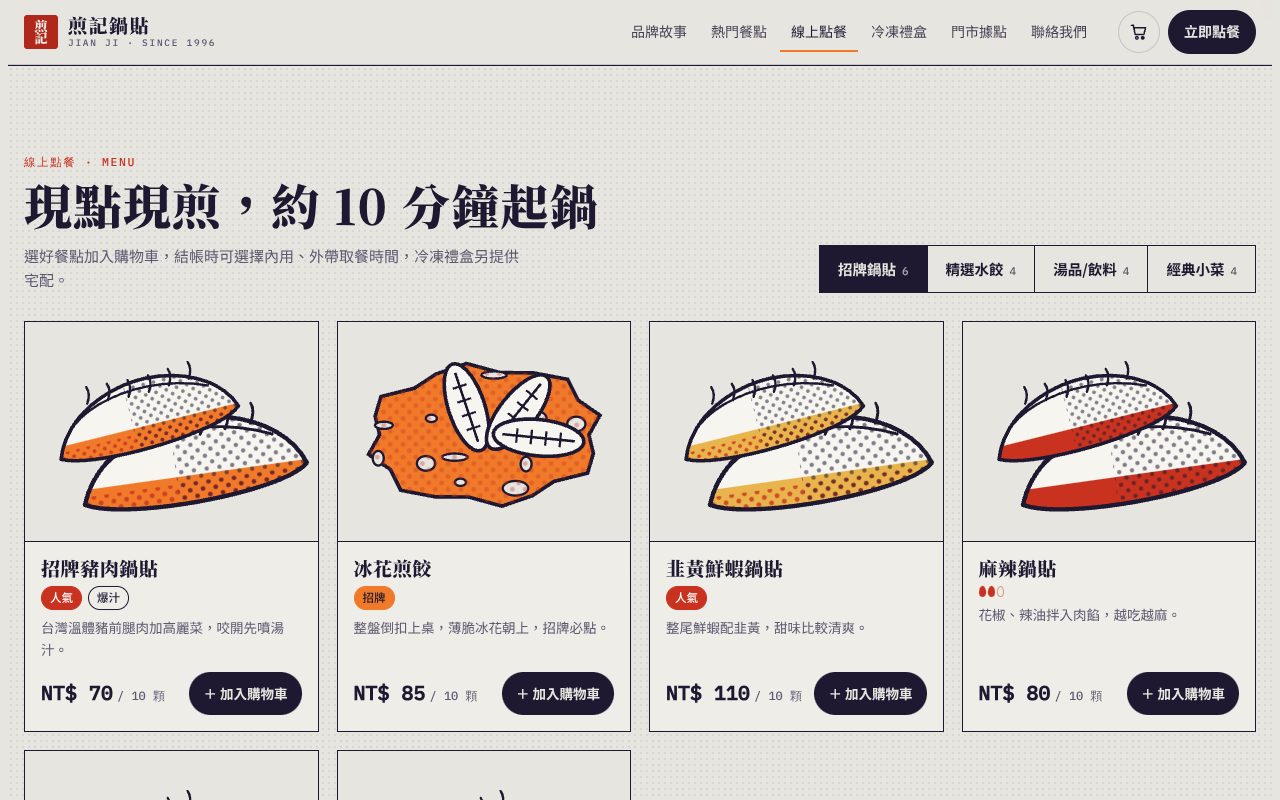 煎記
煎記鍋貼
JIAN JI · SINCE 1996
品牌故事
熱門餐點
線上點餐
冷凍禮盒
門市據點
聯絡我們
立即點餐
線上點餐 · MENU
現點現煎，約 10 分鐘起鍋
選好餐點加入購物車，結帳時可選擇內用、外帶取餐時間，冷凍禮盒另提供
宅配。
招牌鍋貼 6
精選水餃 4
湯品/飲料 4
經典小菜 4
招牌豬肉鍋貼
人氣
爆汁
台灣溫體豬前腿肉加高麗菜，咬開先噴湯
汁。
NT$ 70 / 10 顆
+ 加入購物車
冰花煎餃
招牌
整盤倒扣上桌，薄脆冰花朝上，招牌必點。
NT$ 85 / 10 顆
+ 加入購物車
韭黃鮮蝦鍋貼
人氣
整尾鮮蝦配韭黃，甜味比較清爽。
NT$ 110 / 10 顆
+ 加入購物車
麻辣鍋貼
花椒、辣油拌入肉餡，越吃越麻。
NT$ 80 / 10 顆
+ 加入購物車